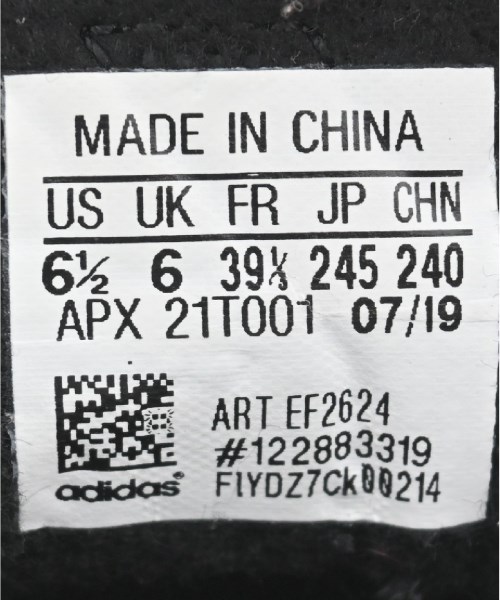 MADE IN CHINA
US UK FR JP CHN
6½ 6 39⅓ 245 240
APX 21T001 07/19
ART EF2624
#122883319
F1YDZ7Ck00214
adidas®